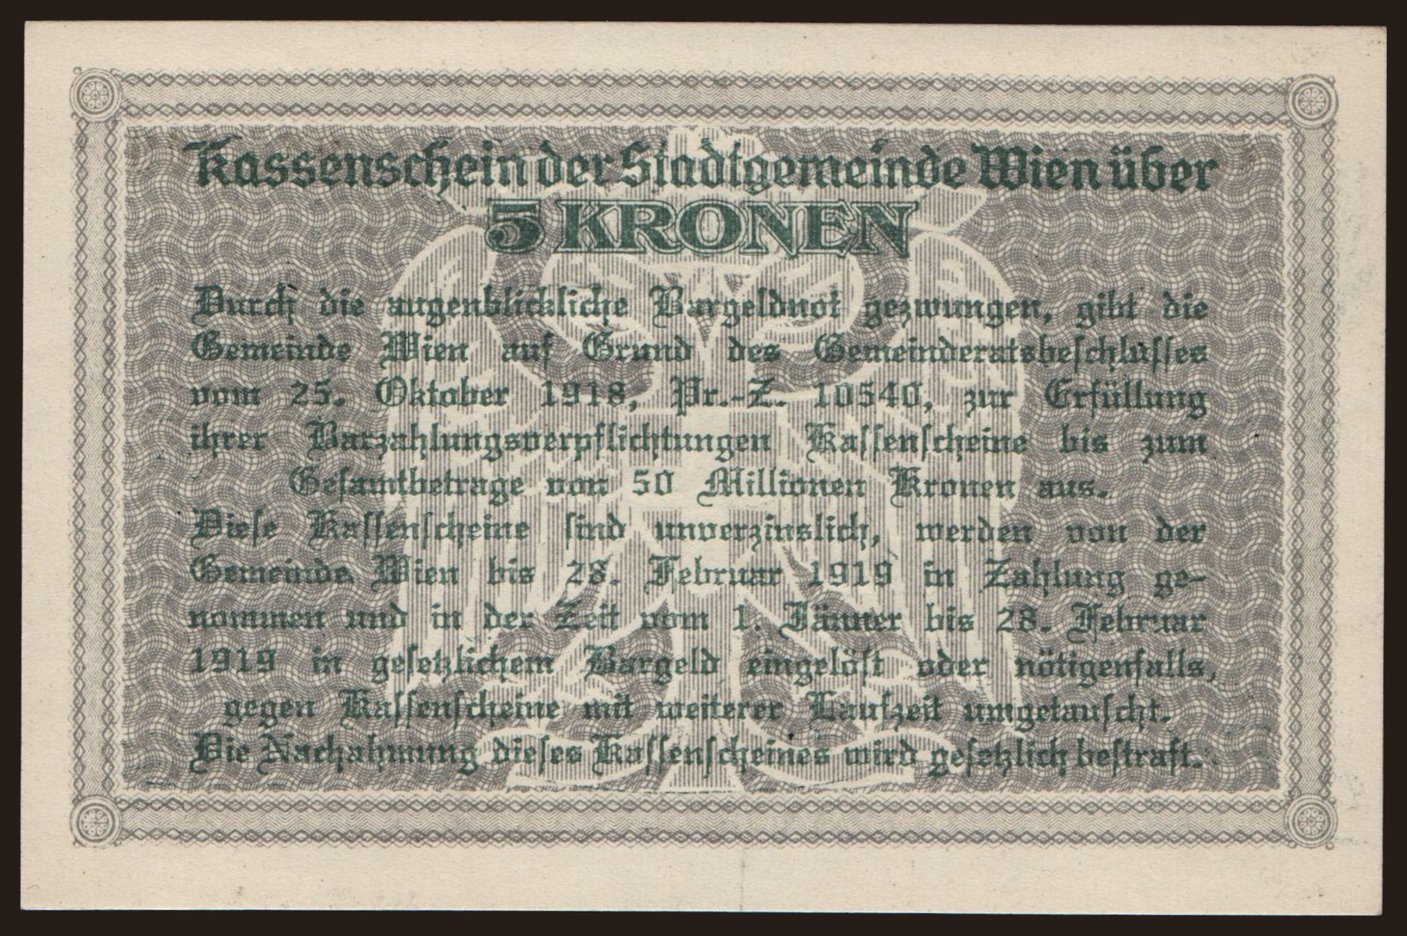 Kassenschein der Stadtgemeinde Wien über
5 KRONEN
Durch die augenblickliche Bargeldnot gezwungen, gibt die
Gemeinde Wien auf Grund des Gemeinderatsbeschlusses
vom 25. Oktober 1918, Pr.-Z. 10540, zur Erfüllung
ihrer Barzahlungsverpflichtungen Kassenscheine bis zum
Gesamtbetrage von 50 Millionen Kronen aus.
Diese Kassenscheine sind unverzinslich, werden von der
Gemeinde Wien bis 28. Februar 1919 in Zahlung ge-
nommen und in der Zeit vom 1. Jänner bis 28. Februar
1919 in gesetzlichem Bargeld eingelöst oder nötigenfalls,
gegen Kassenscheine mit weiterer Laufzeit umgetauscht.
Die Nachahmung dieses Kassenscheines wird gesetzlich bestraft.